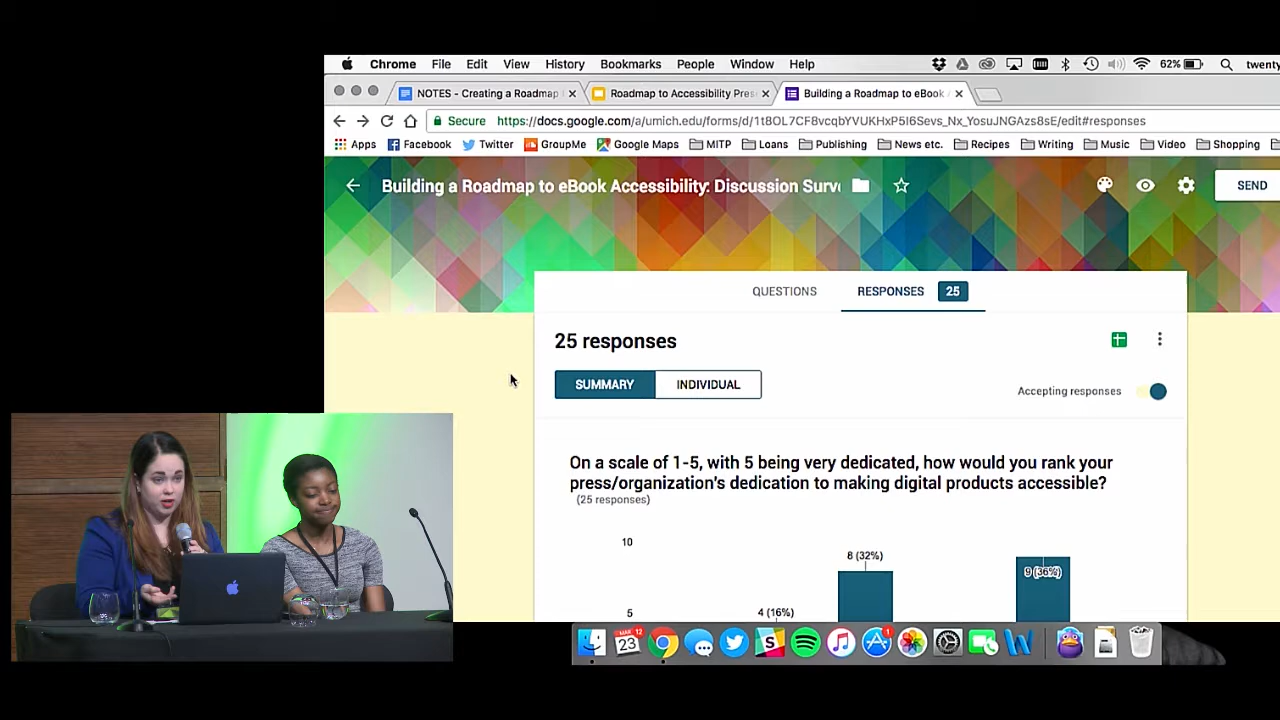 Chrome File Edit View History Bookmarks People Window Help 62% twenty
NOTES - Creating a Roadmap Roadmap to Accessibility Pres Building a Roadmap to eBook
Secure https://docs.google.com/a/umich.edu/forms/d/
Apps Facebook Twitter GroupMe Google Maps MITP Loans Publishing News etc. Recipes Writing Music Video Shopping
Building a Roadmap to eBook Accessibility: Discussion Surv
SEND
QUESTIONS RESPONSES 25
25 responses
SUMMARY INDIVIDUAL
Accepting responses
On a scale of 1-5, with 5 being very dedicated, how would you rank your
press/organization's dedication to making digital products accessible?
(25 responses)
10
8 (32%)
9 (36%)
5
4 (16%)
MAR 12
23
1